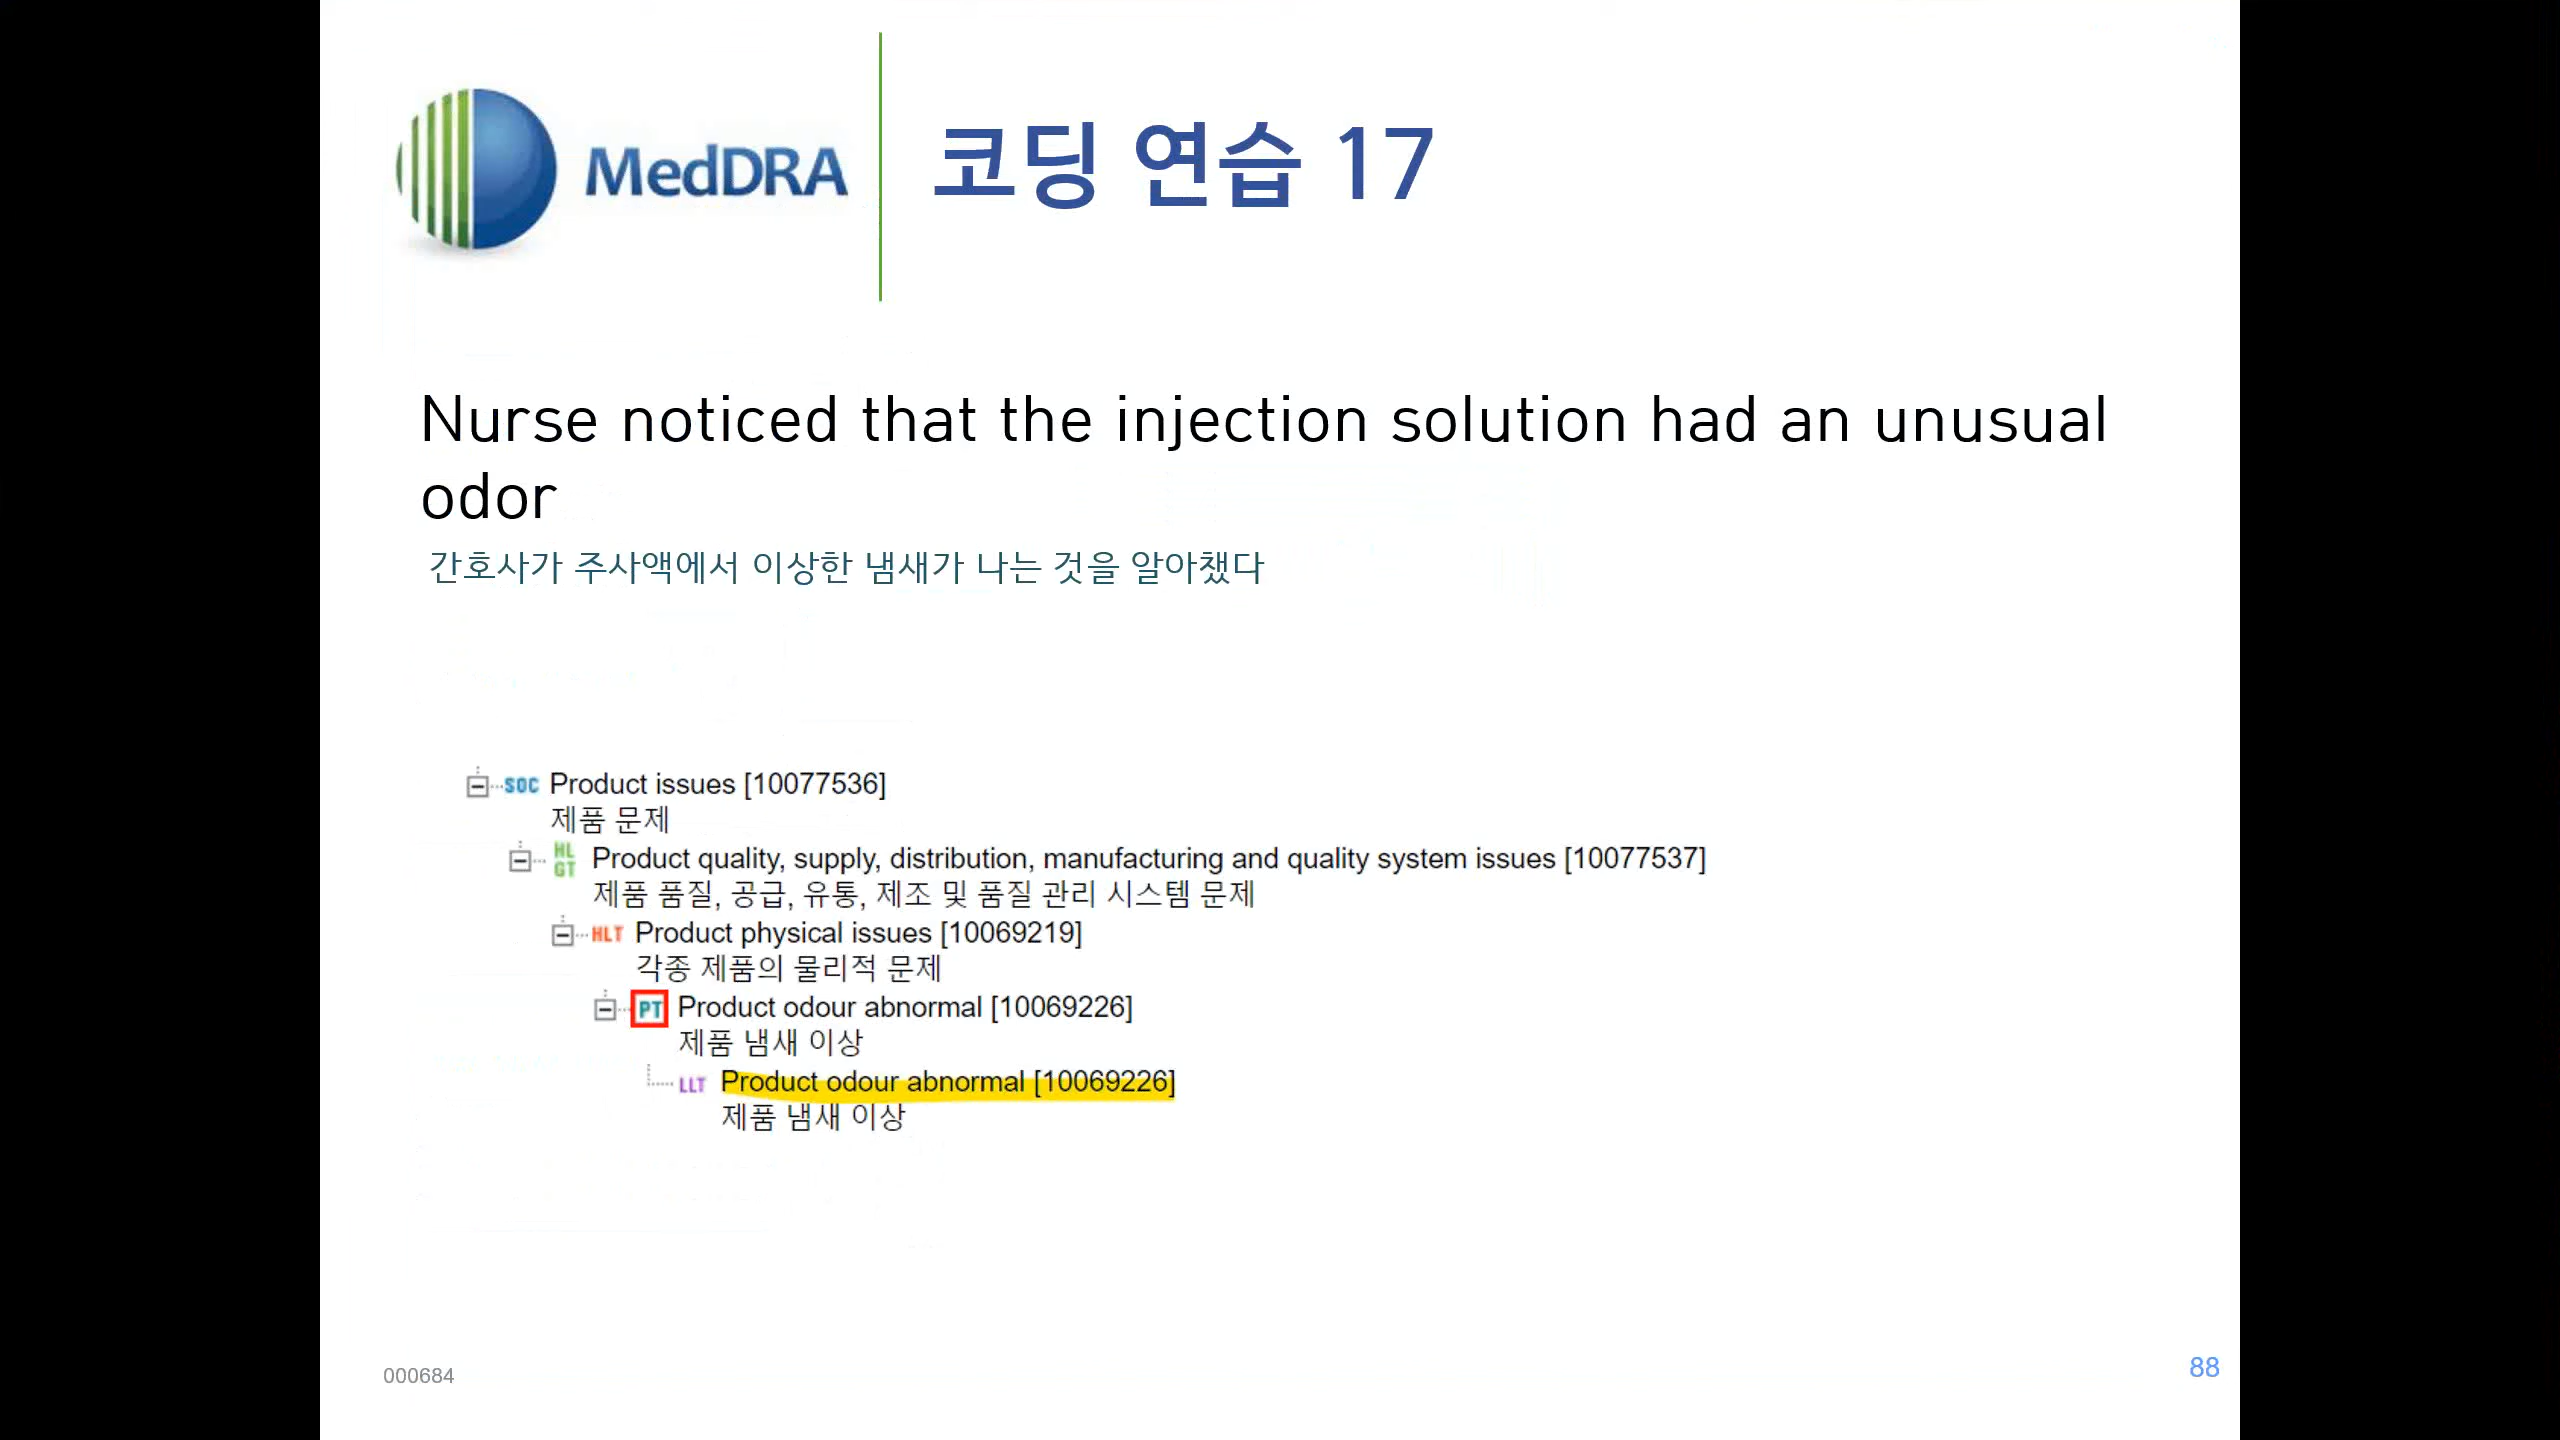 MedDRA
코딩 연습 17
Nurse noticed that the injection solution had an unusual
odor
간호사가 주사액에서 이상한 냄새가 나는 것을 알아챘다
SOC Product issues [10077536]
제품 문제
HLGT Product quality, supply, distribution, manufacturing and quality system issues [10077537]
제품 품질, 공급, 유통, 제조 및 품질 관리 시스템 문제
HLT Product physical issues [10069219]
각종 제품의 물리적 문제
PT Product odour abnormal [10069226]
제품 냄새 이상
LLT Product odour abnormal [10069226]
제품 냄새 이상
000684
88